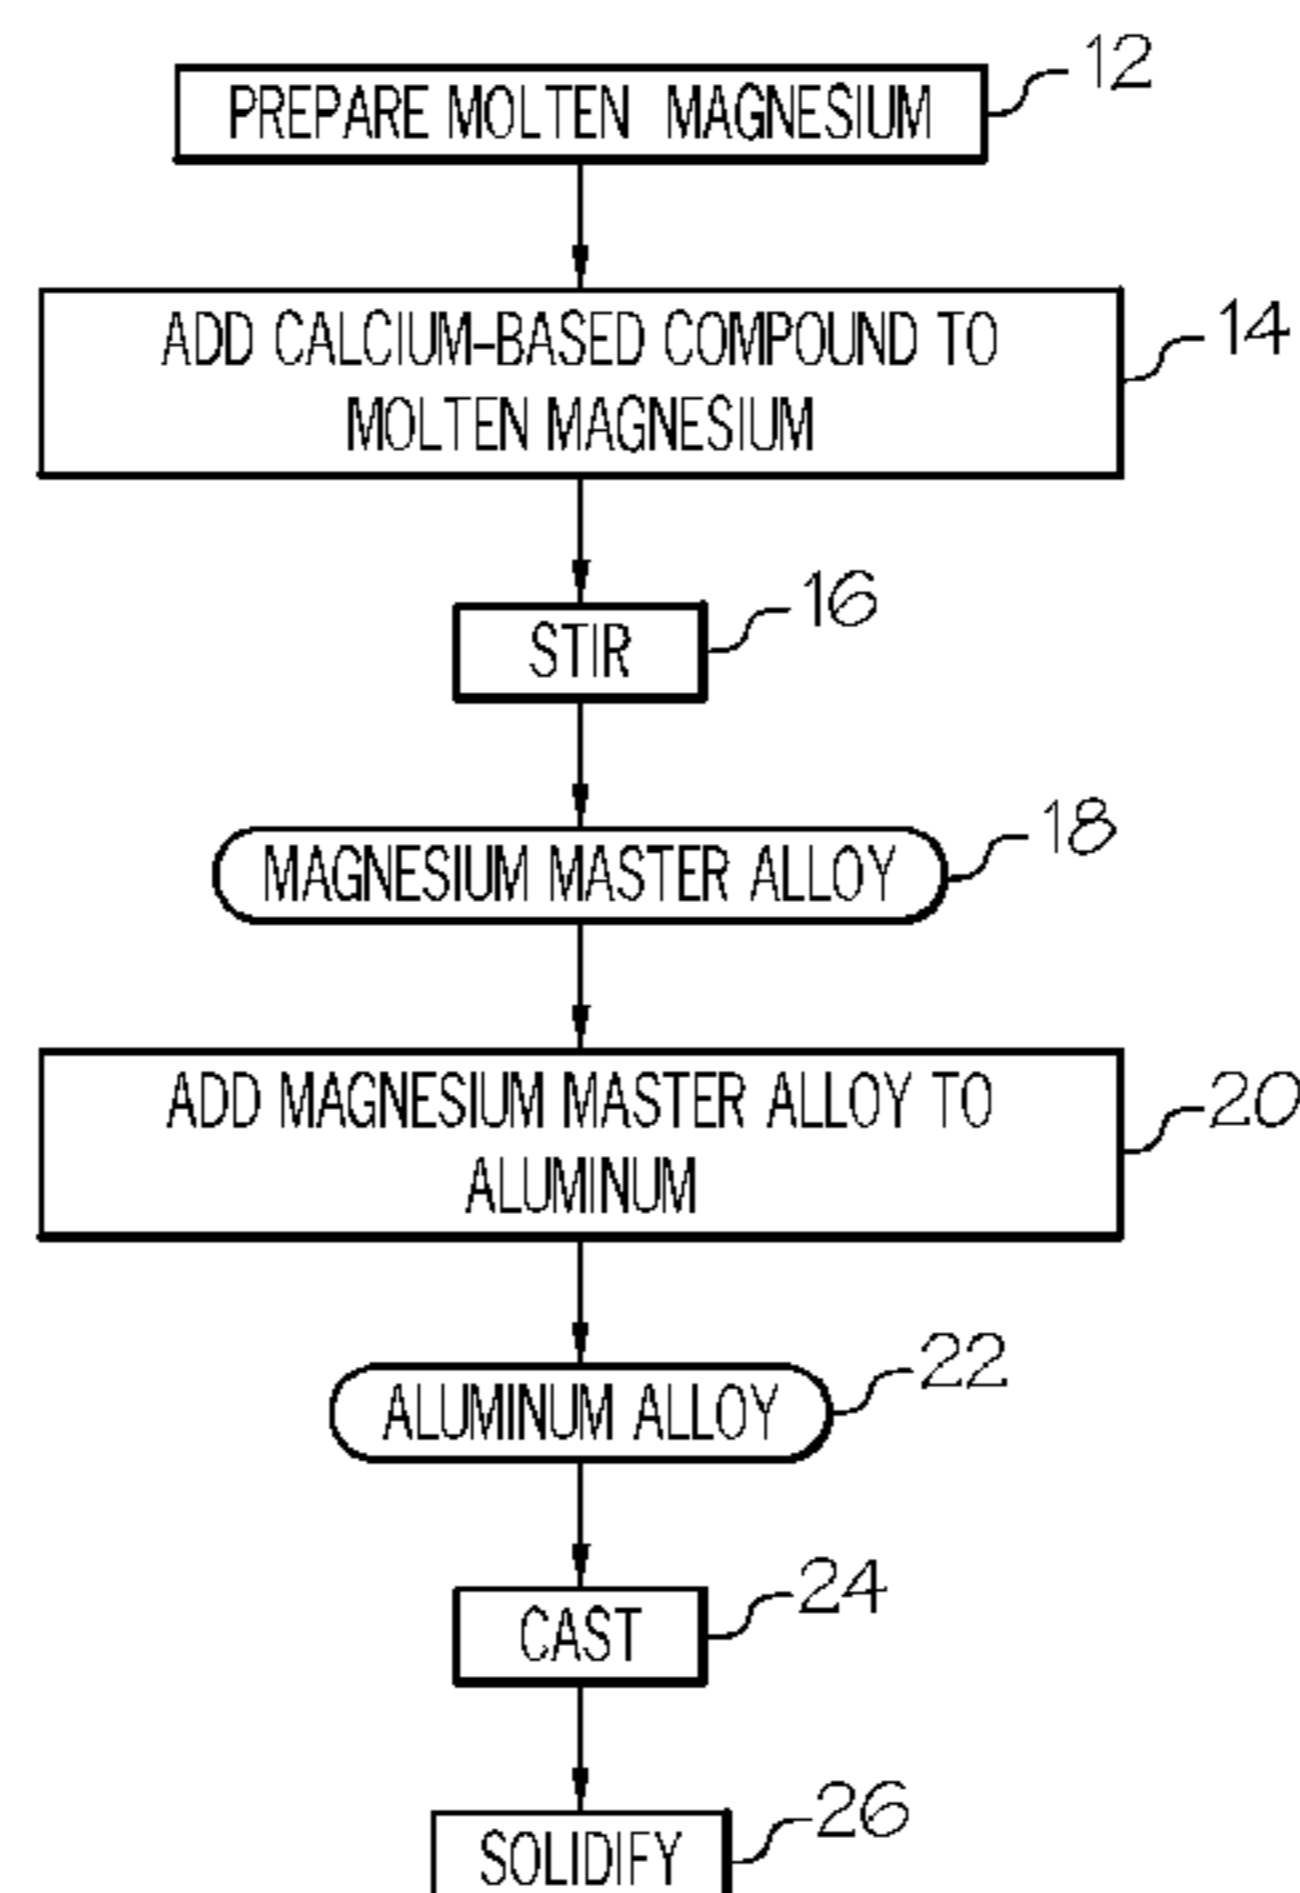 PREPARE MOLTEN MAGNESIUM
12
ADD CALCIUM-BASED COMPOUND TO
MOLTEN MAGNESIUM
14
STIR
16
MAGNESIUM MASTER ALLOY
18
ADD MAGNESIUM MASTER ALLOY TO
ALUMINUM
20
ALUMINUM ALLOY
22
CAST
24
SOLIDIFY
26